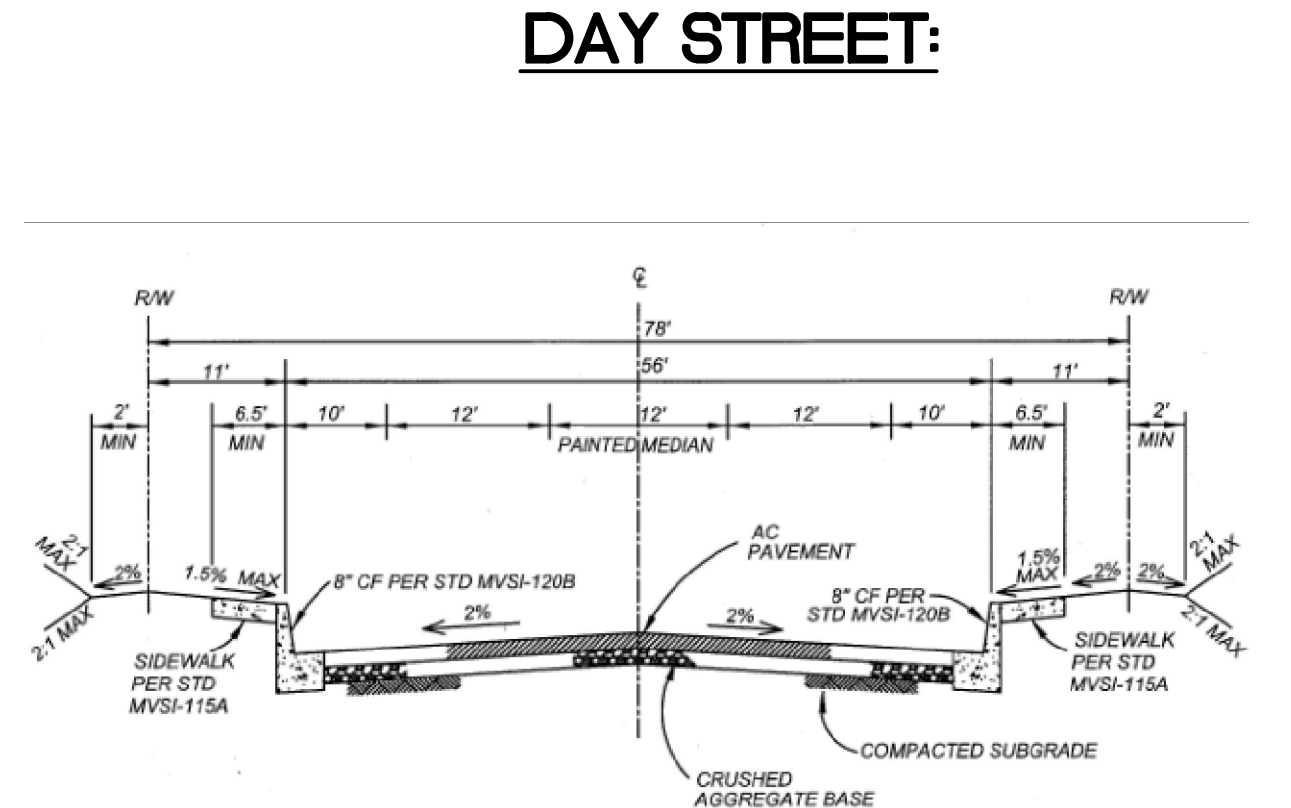 DAY STREET:
℄
R/W
R/W
78'
11'
56'
11'
2'
MIN
6.5'
MIN
10'
12'
12'
PAINTED MEDIAN
12'
10'
6.5'
MIN
2'
MIN
2:1
MAX
2%
1.5% MAX
2:1 MAX
8" CF PER STD MVSI-120B
2%
AC
PAVEMENT
2%
8" CF PER
STD MVSI-120B
1.5%
MAX
2%
2%
2:1
MAX
2:1 MAX
SIDEWALK
PER STD
MVSI-115A
SIDEWALK
PER STD
MVSI-115A
COMPACTED SUBGRADE
CRUSHED
AGGREGATE BASE